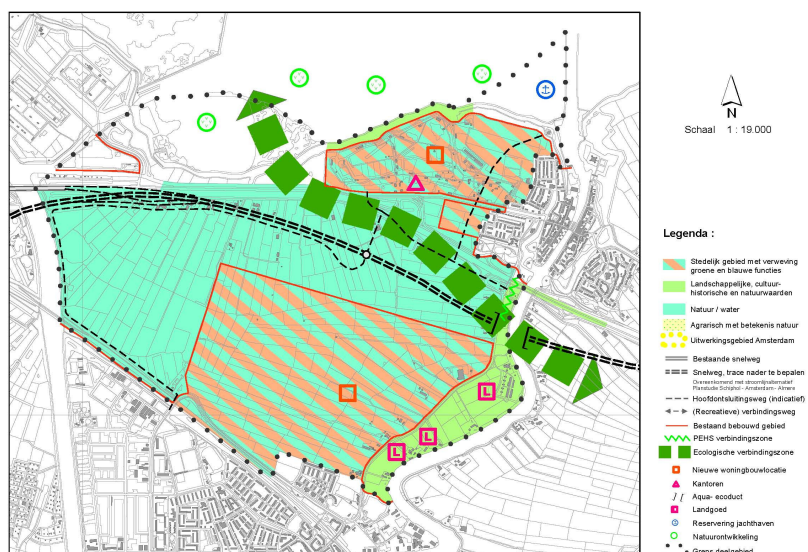 N
Schaal 1 : 19.000
Legenda :
Stedelijk gebied met verweving
groene en blauwe functies
Landschappelijke, cultuur-
historische en natuurwaarden
Natuur / water
Agrarisch met betekenis natuur
Uitwerkingsgebied Amsterdam
Bestaande snelweg
Snelweg, trace nader te bepalen
Overeenkomend met stroomlijnalternatief
Planstudie Schiphol - Amsterdam - Almere
Hoofdontsluitingsweg (indicatief)
(Recreatieve) verbindingsweg
Bestaand bebouwd gebied
PEHS verbindingszone
Ecologische verbindingszone
Nieuwe woningbouwlocatie
Kantoren
Aqua- ecoduct
Landgoed
Reservering jachthaven
Natuurontwikkeling
Grens deelgebied
L
L
L